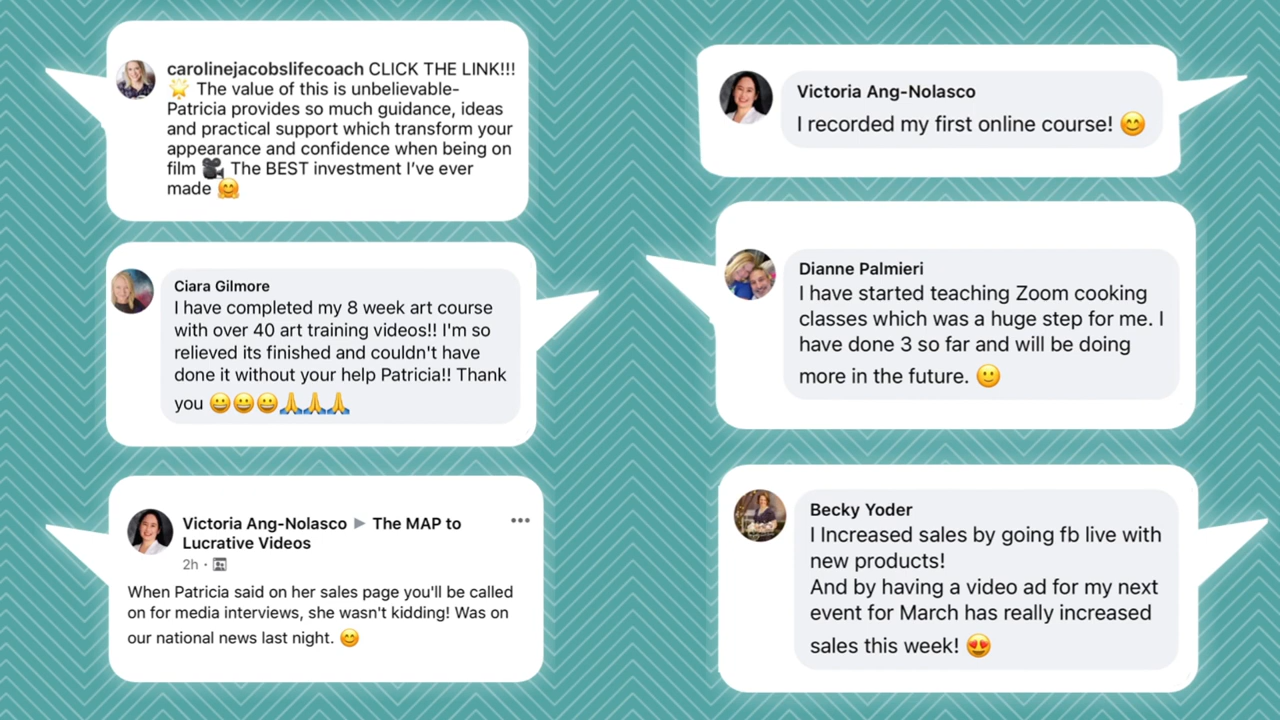 carolinejacobslifecoach CLICK THE LINK!!!
🌟 The value of this is unbelievable-
Patricia provides so much guidance, ideas
and practical support which transform your
appearance and confidence when being on
film 🎥 The BEST investment I've ever
made 🤗
Ciara Gilmore
I have completed my 8 week art course
with over 40 art training videos!! I'm so
relieved its finished and couldn't have
done it without your help Patricia!! Thank
you 😀😀😀🙏🙏🙏
Victoria Ang-Nolasco ▶ The MAP to
Lucrative Videos
2h ·
When Patricia said on her sales page you'll be called
on for media interviews, she wasn't kidding! Was on
our national news last night. 😊
Victoria Ang-Nolasco
I recorded my first online course! 😊
Dianne Palmieri
I have started teaching Zoom cooking
classes which was a huge step for me. I
have done 3 so far and will be doing
more in the future. 🙂
Becky Yoder
I Increased sales by going fb live with
new products!
And by having a video ad for my next
event for March has really increased
sales this week! 😍